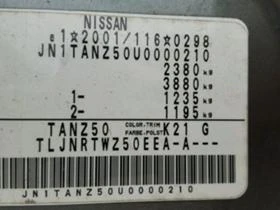 NISSAN
e1☆2001/116☆0298
JN1TANZ50U0000210
2380 kg
3880 kg
1- 1235 kg
2- 1195 kg
TANZ50 COLOR-TRIM FARBE-POLST K21 G
TLJNRTWZ50EEA-A---
JN1TANZ50U0000210